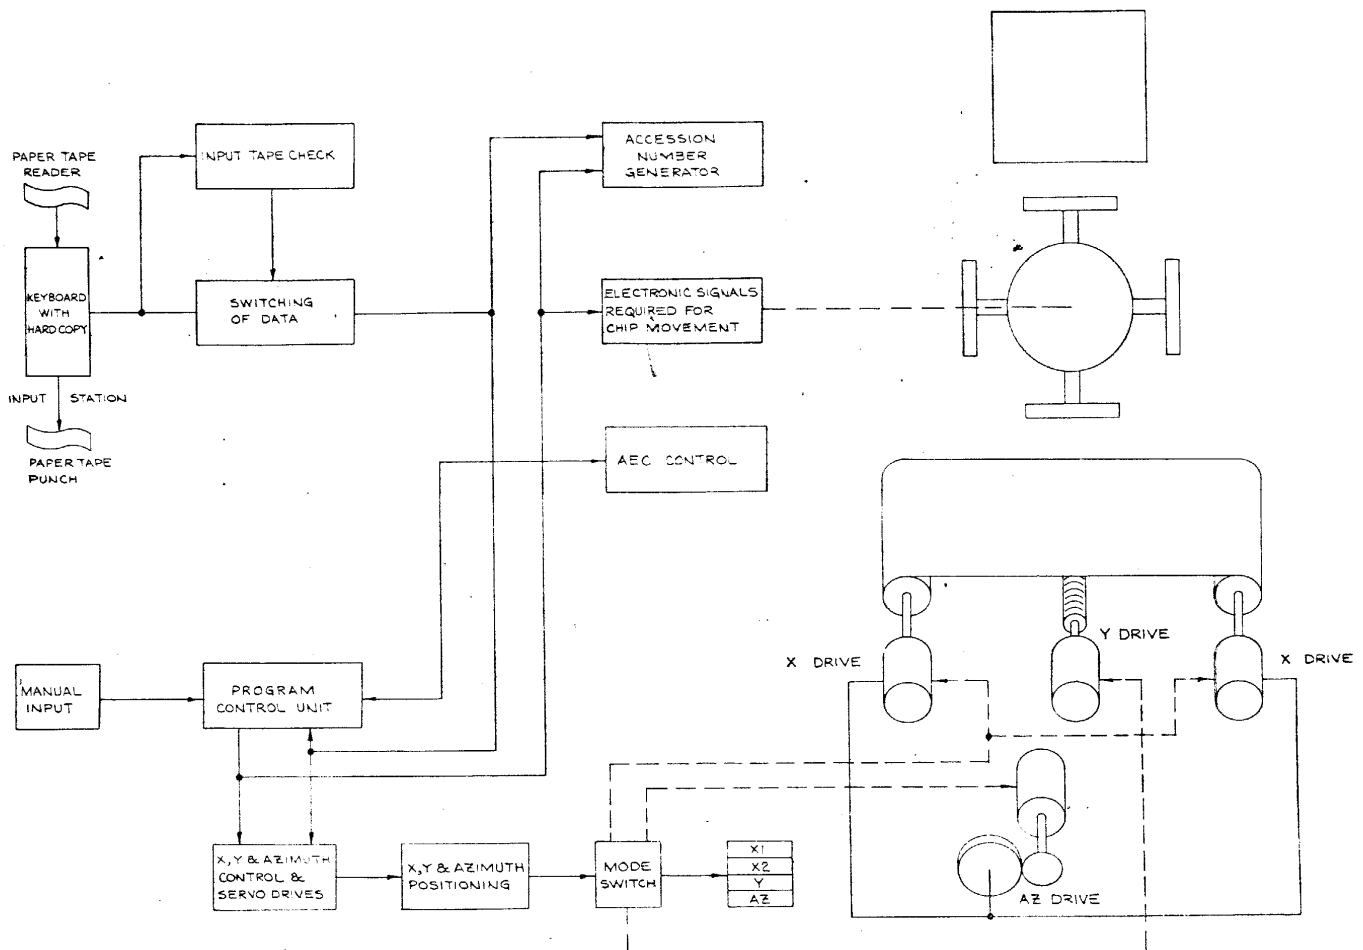 PAPER TAPE
READER
KEYBOARD
WITH
HARD COPY
INPUT STATION
PAPER TAPE
PUNCH
INPUT TAPE CHECK
SWITCHING
OF DATA
ACCESSION
NUMBER
GENERATOR
ELECTRONIC SIGNALS
REQUIRED FOR
CHIP MOVEMENT
AEC CONTROL
MANUAL
INPUT
PROGRAM
CONTROL UNIT
X DRIVE
Y DRIVE
X DRIVE
X, Y & AZIMUTH
CONTROL &
SERVO DRIVES
X, Y & AZIMUTH
POSITIONING
MODE
SWITCH
X1
X2
Y
AZ
AZ DRIVE